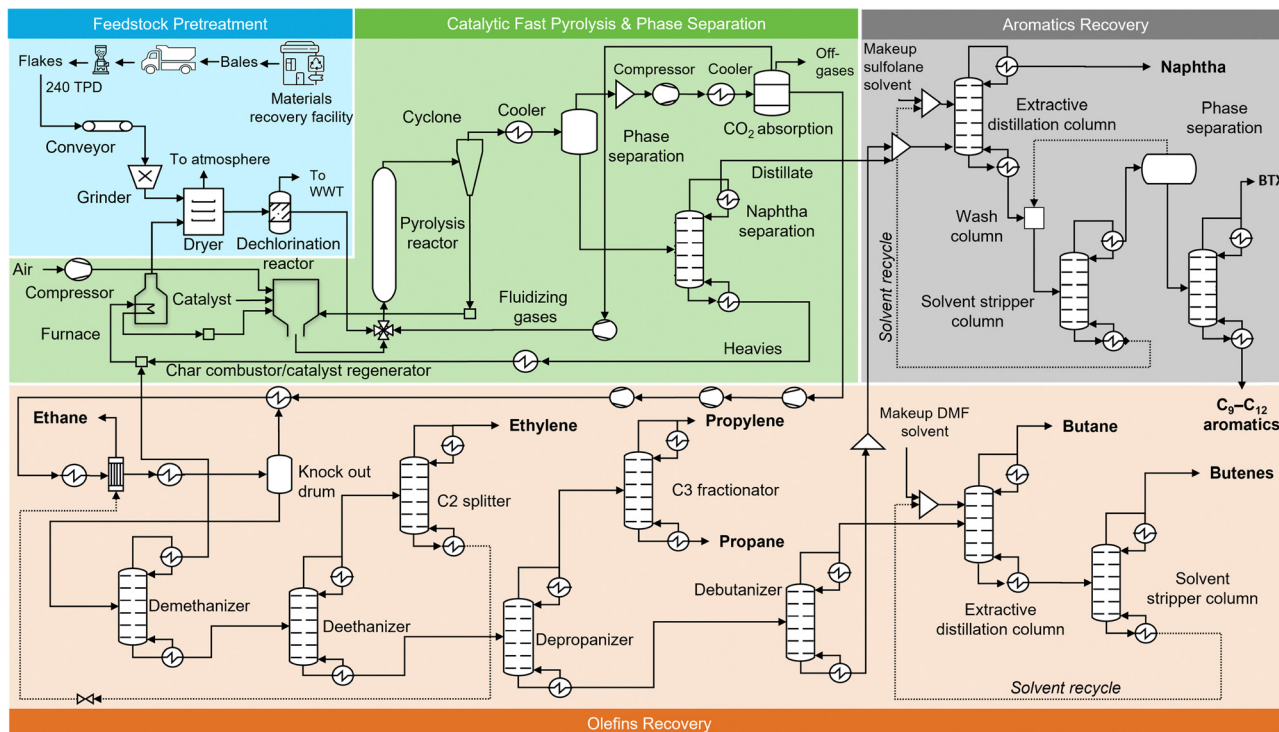 Feedstock Pretreatment
Catalytic Fast Pyrolysis & Phase Separation
Aromatics Recovery
Flakes
Bales
240 TPD
Materials
recovery facility
Conveyor
To atmosphere
To
WWT
Grinder
Dryer
Dechlorination
reactor
Air
Compressor
Catalyst
Furnace
Char combustor/catalyst regenerator
Cyclone
Cooler
Pyrolysis
reactor
Compressor
Cooler
Off-
gases
CO₂ absorption
Phase
separation
Distillate
Naphtha
separation
Fluidizing
gases
Heavies
Makeup
sulfolane
solvent
Naphtha
Extractive
distillation column
Phase
separation
BTX
Wash
column
Solvent recycle
Solvent stripper
column
C₉–C₁₂
aromatics
Ethane
Knock out
drum
Ethylene
C2 splitter
Propylene
C3 fractionator
Propane
Makeup DMF
solvent
Butane
Butenes
Demethanizer
Deethanizer
Depropanizer
Debutanizer
Extractive
distillation column
Solvent
stripper column
Solvent recycle
Olefins Recovery